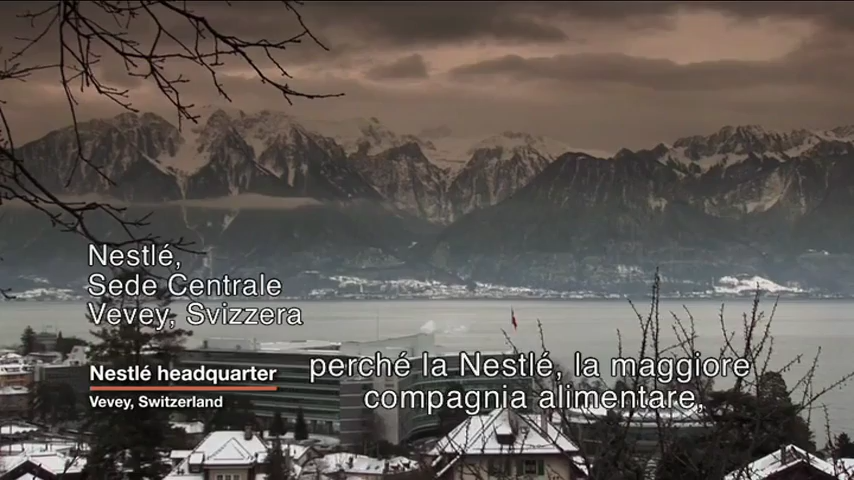 Nestlé,
Sede Centrale
Vevey, Svizzera
Nestlé headquarter
Vevey, Switzerland
perché la Nestlé, la maggiore
compagnia alimentare,